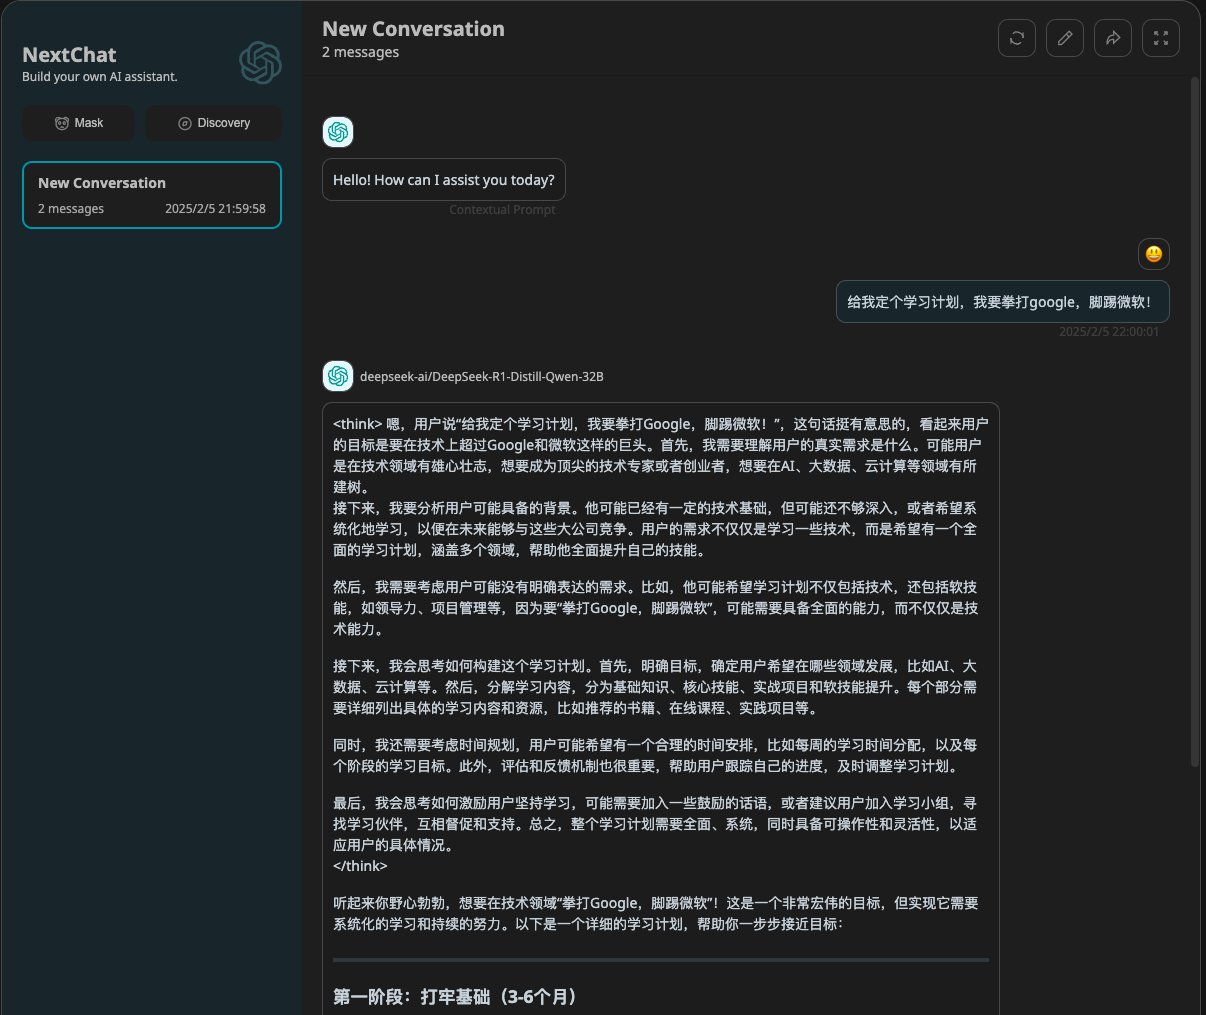 NextChat
Build your own AI assistant.
Mask
Discovery
New Conversation
2 messages
2025/2/5 21:59:58
New Conversation
2 messages
Hello! How can I assist you today?
Contextual Prompt
给我定个学习计划，我要拳打google，脚踢微软！
2025/2/5 22:00:01
deepseek-ai/DeepSeek-R1-Distill-Qwen-32B
<think> 嗯，用户说“给我定个学习计划，我要拳打Google，脚踢微软！”，这句话挺有意思的，看起来用户
的目标是要在技术上超过Google和微软这样的巨头。首先，我需要理解用户的真实需求是什么。可能用户
是在技术领域有雄心壮志，想要成为顶尖的技术专家或者创业者，想要在AI、大数据、云计算等领域有所
建树。
接下来，我要分析用户可能具备的背景。他可能已经有一定的技术基础，但可能还不够深入，或者希望系
统化地学习，以便在未来能够与这些大公司竞争。用户的需求不仅仅是学习一些技术，而是希望有一个全
面的学习计划，涵盖多个领域，帮助他全面提升自己的技能。
然后，我需要考虑用户可能没有明确表达的需求。比如，他可能希望学习计划不仅包括技术，还包括软技
能，如领导力、项目管理等，因为要“拳打Google，脚踢微软”，可能需要具备全面的能力，而不仅仅是技
术能力。
接下来，我会思考如何构建这个学习计划。首先，明确目标，确定用户希望在哪些领域发展，比如AI、大
数据、云计算等。然后，分解学习内容，分为基础知识、核心技能、实战项目和软技能提升。每个部分需
要详细列出具体的学习内容和资源，比如推荐的书籍、在线课程、实践项目等。
同时，我还需要考虑时间规划，用户可能希望有一个合理的时间安排，比如每周的学习时间分配，以及每
个阶段的学习目标。此外，评估和反馈机制也很重要，帮助用户跟踪自己的进度，及时调整学习计划。
最后，我会思考如何激励用户坚持学习，可能需要加入一些鼓励的话语，或者建议用户加入学习小组，寻
找学习伙伴，互相督促和支持。总之，整个学习计划需要全面、系统，同时具备可操作性和灵活性，以适
应用户的具体情况。
</think>
听起来你野心勃勃，想要在技术领域“拳打Google，脚踢微软”！这是一个非常宏伟的目标，但实现它需要
系统化的学习和持续的努力。以下是一个详细的学习计划，帮助你一步步接近目标：
第一阶段：打牢基础（3-6个月）